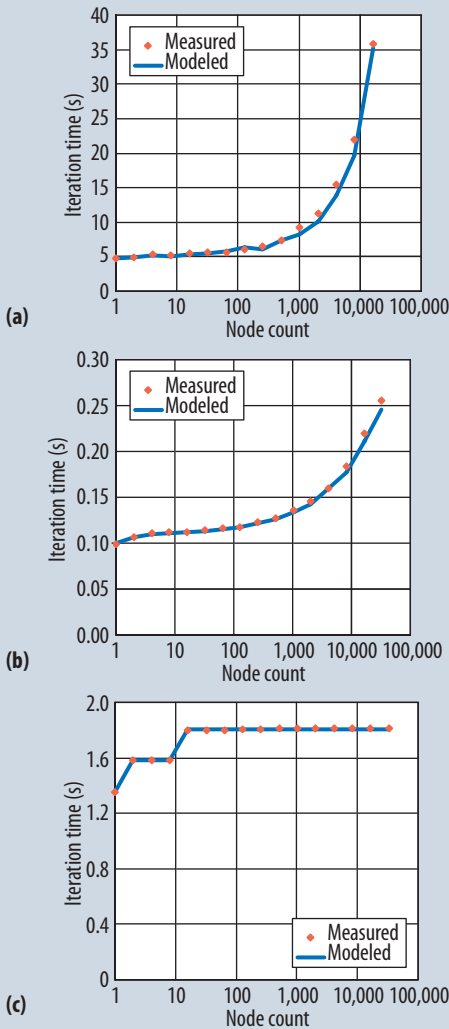 40
35
30
25
20
15
10
5
0
Iteration time (s)
Measured
Modeled
1
10
100
1,000
10,000
100,000
Node count
(a)
0.30
0.25
0.20
0.15
0.10
0.05
0.00
Iteration time (s)
Measured
Modeled
1
10
100
1,000
10,000
100,000
Node count
(b)
2.0
1.6
1.2
0.8
0.4
0
Iteration time (s)
Measured
Modeled
1
10
100
1,000
10,000
100,000
Node count
(c)